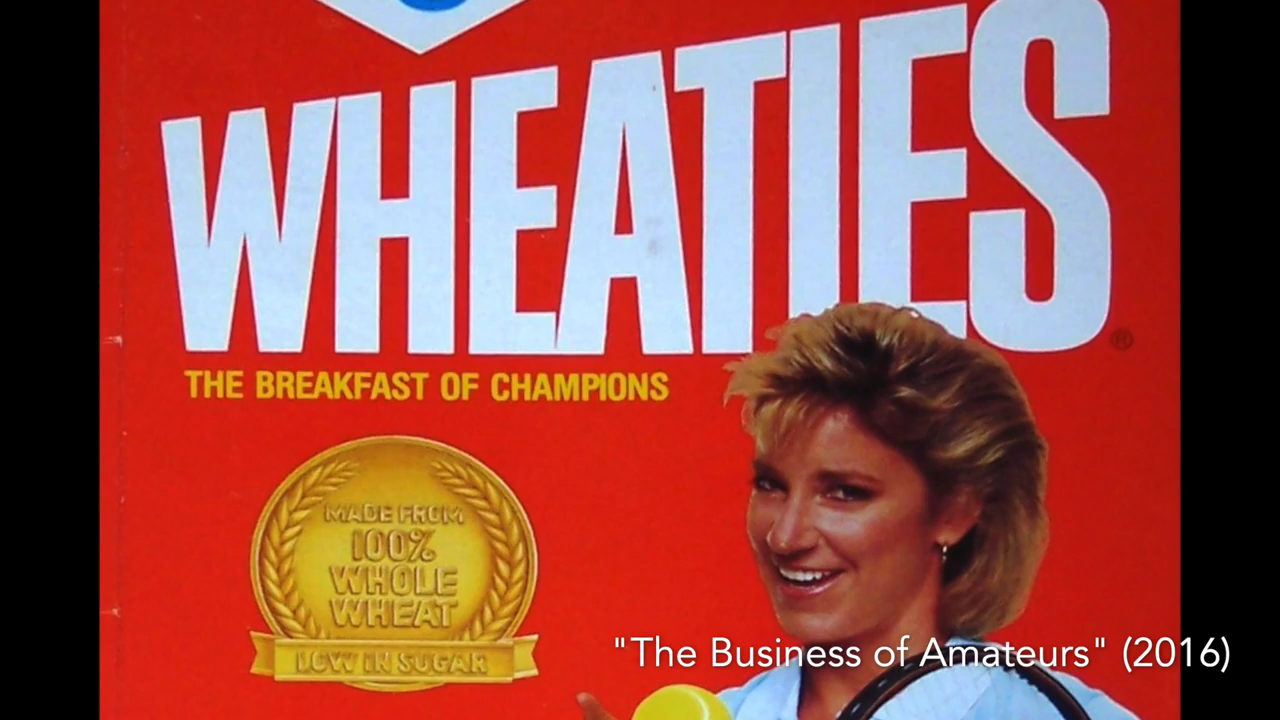 WHEATIES®
THE BREAKFAST OF CHAMPIONS
MADE FROM
100%
WHOLE
WHEAT
LOW IN SUGAR
"The Business of Amateurs" (2016)